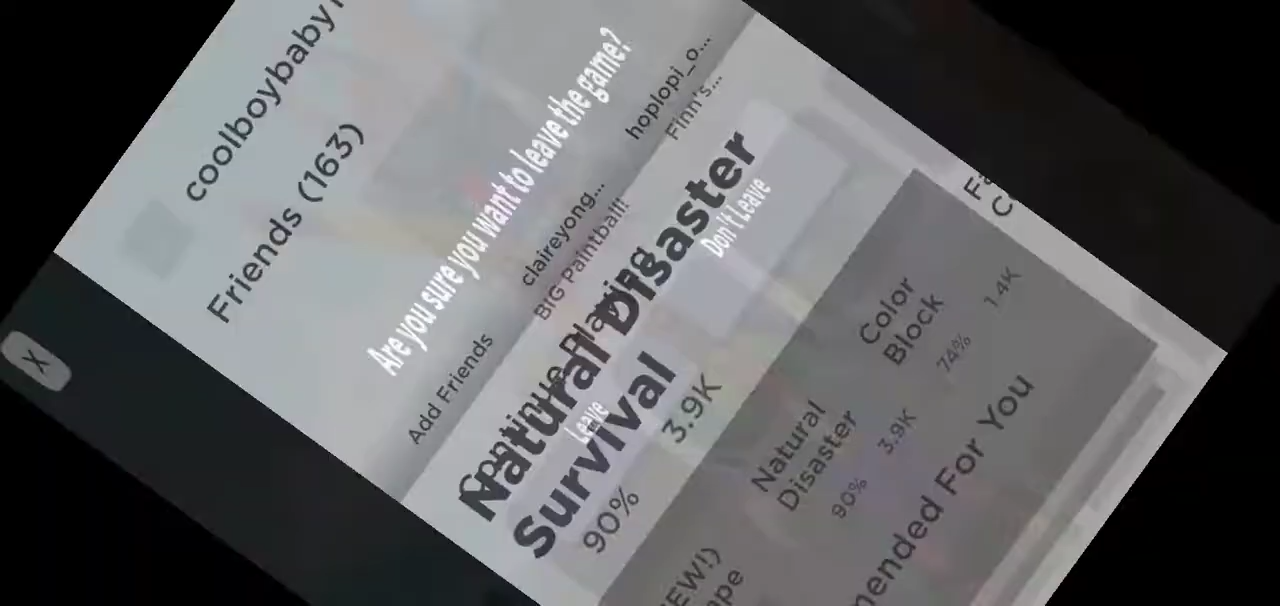 coolboybaby
Friends (163)
Are you sure you want to leave the game?
Add Friends
claireyong...
BIG Paintball!
hoplopi_o...
Finn's...
Continue Playing
Natural Disaster
Survival
90% 3.9K
Leave
Don't Leave
X
Natural
Disaster
90% 3.9K
Color
Block
74% 1.4K
For You